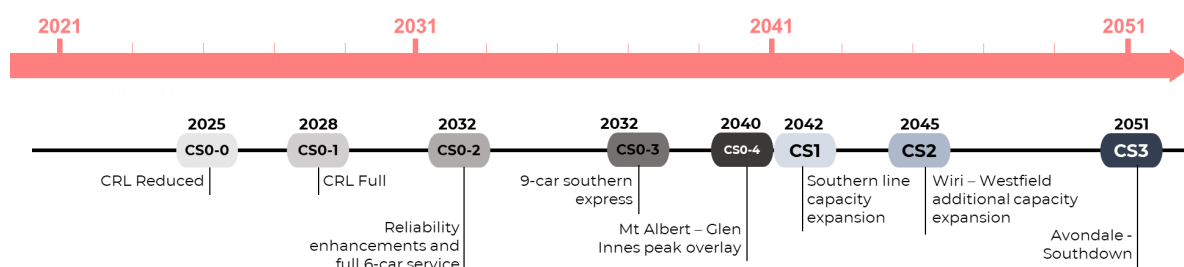 2021
2031
2041
2051
2025
2028
2032
2032
2040
2042
2045
2051
CS0-0
CS0-1
CS0-2
CS0-3
CS0-4
CS1
CS2
CS3
CRL Reduced
CRL Full
Reliability
enhancements and
full 6-car service
9-car southern
express
Mt Albert – Glen
Innes peak overlay
Southern line
capacity
expansion
Wiri – Westfield
additional capacity
expansion
Avondale -
Southdown